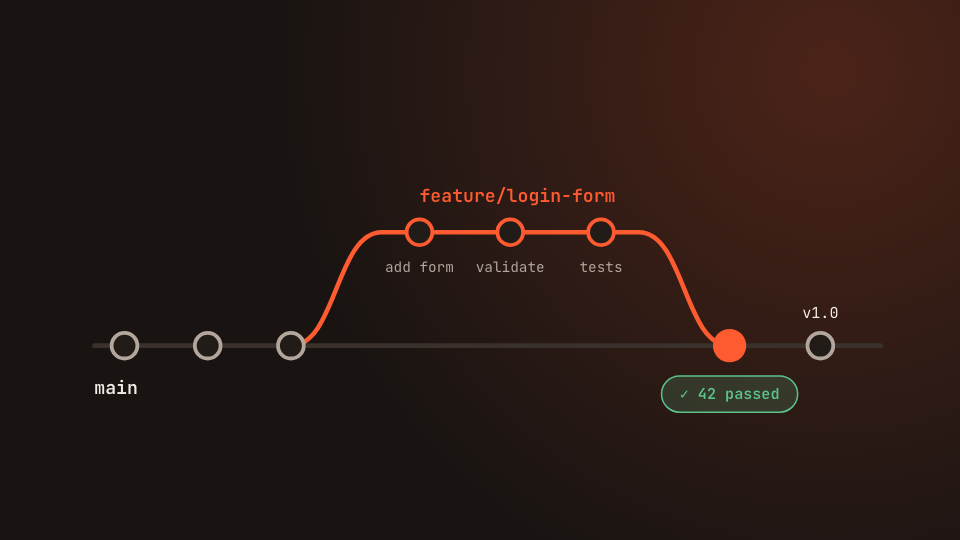 feature/login-form
add form
validate
tests
v1.0
main
✓ 42 passed